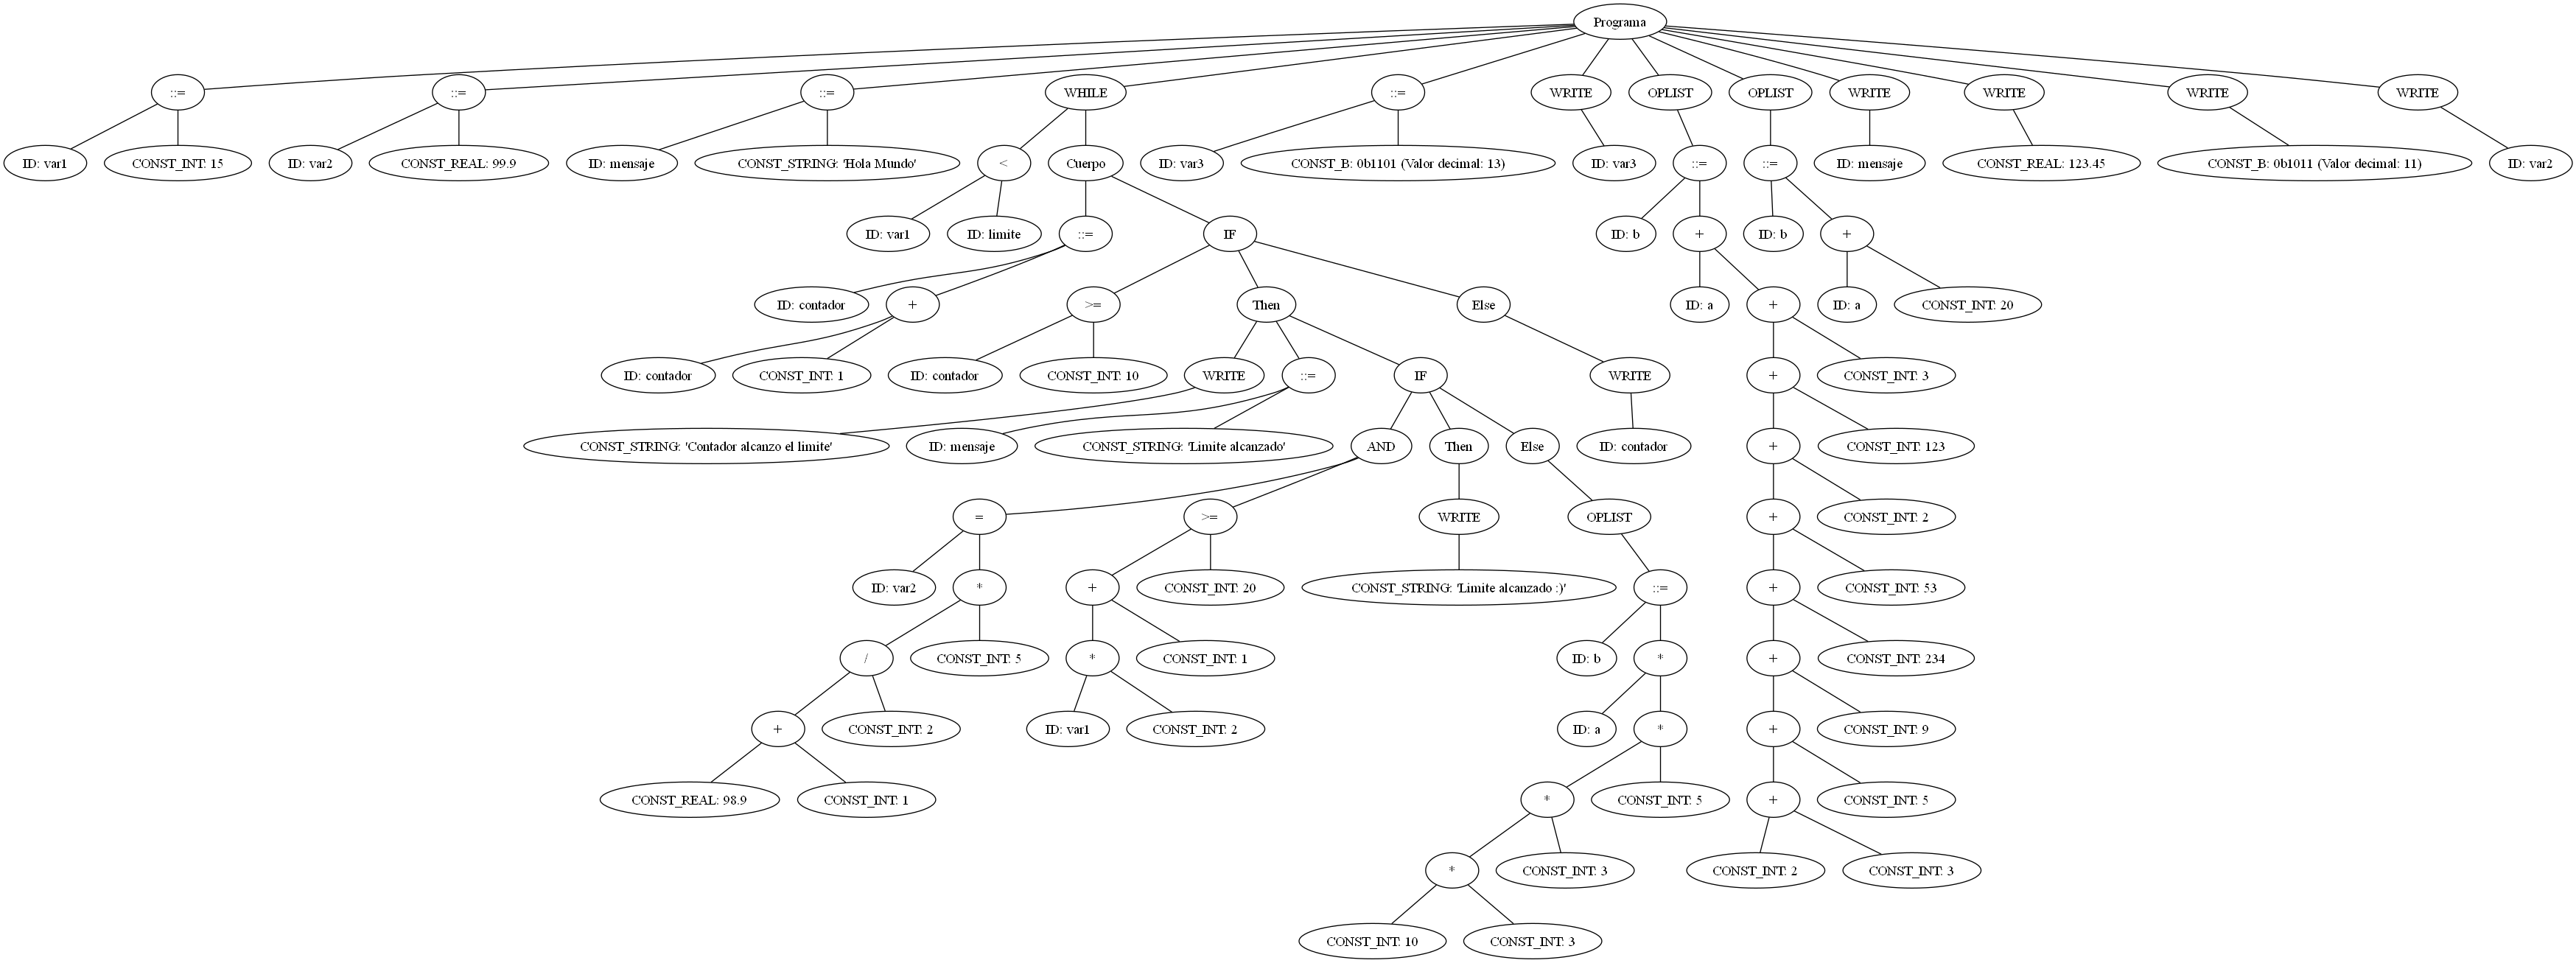 Programa
::=
::=
::=
WHILE
::=
WRITE
OPLIST
OPLIST
WRITE
WRITE
WRITE
WRITE
ID: var1
CONST_INT: 15
ID: var2
CONST_REAL: 99.9
ID: mensaje
CONST_STRING: 'Hola Mundo'
<
Cuerpo
ID: var3
CONST_B: 0b1101 (Valor decimal: 13)
ID: var3
::=
::=
ID: mensaje
CONST_REAL: 123.45
CONST_B: 0b1011 (Valor decimal: 11)
ID: var2
ID: var1
ID: limite
::=
IF
ID: b
+
ID: b
+
ID: contador
+
>=
Then
Else
ID: a
+
ID: a
CONST_INT: 20
ID: contador
CONST_INT: 1
ID: contador
CONST_INT: 10
WRITE
::=
IF
WRITE
+
CONST_INT: 3
CONST_STRING: 'Contador alcanzo el limite'
ID: mensaje
CONST_STRING: 'Limite alcanzado'
AND
Then
Else
ID: contador
+
CONST_INT: 123
=
>=
WRITE
OPLIST
+
CONST_INT: 2
ID: var2
*
+
CONST_INT: 20
CONST_STRING: 'Limite alcanzado :)'
::=
+
CONST_INT: 53
/
CONST_INT: 5
*
CONST_INT: 1
ID: b
*
+
CONST_INT: 234
+
CONST_INT: 2
ID: var1
CONST_INT: 2
ID: a
*
+
CONST_INT: 9
CONST_REAL: 98.9
CONST_INT: 1
*
CONST_INT: 5
+
CONST_INT: 5
*
CONST_INT: 3
CONST_INT: 2
CONST_INT: 3
CONST_INT: 10
CONST_INT: 3